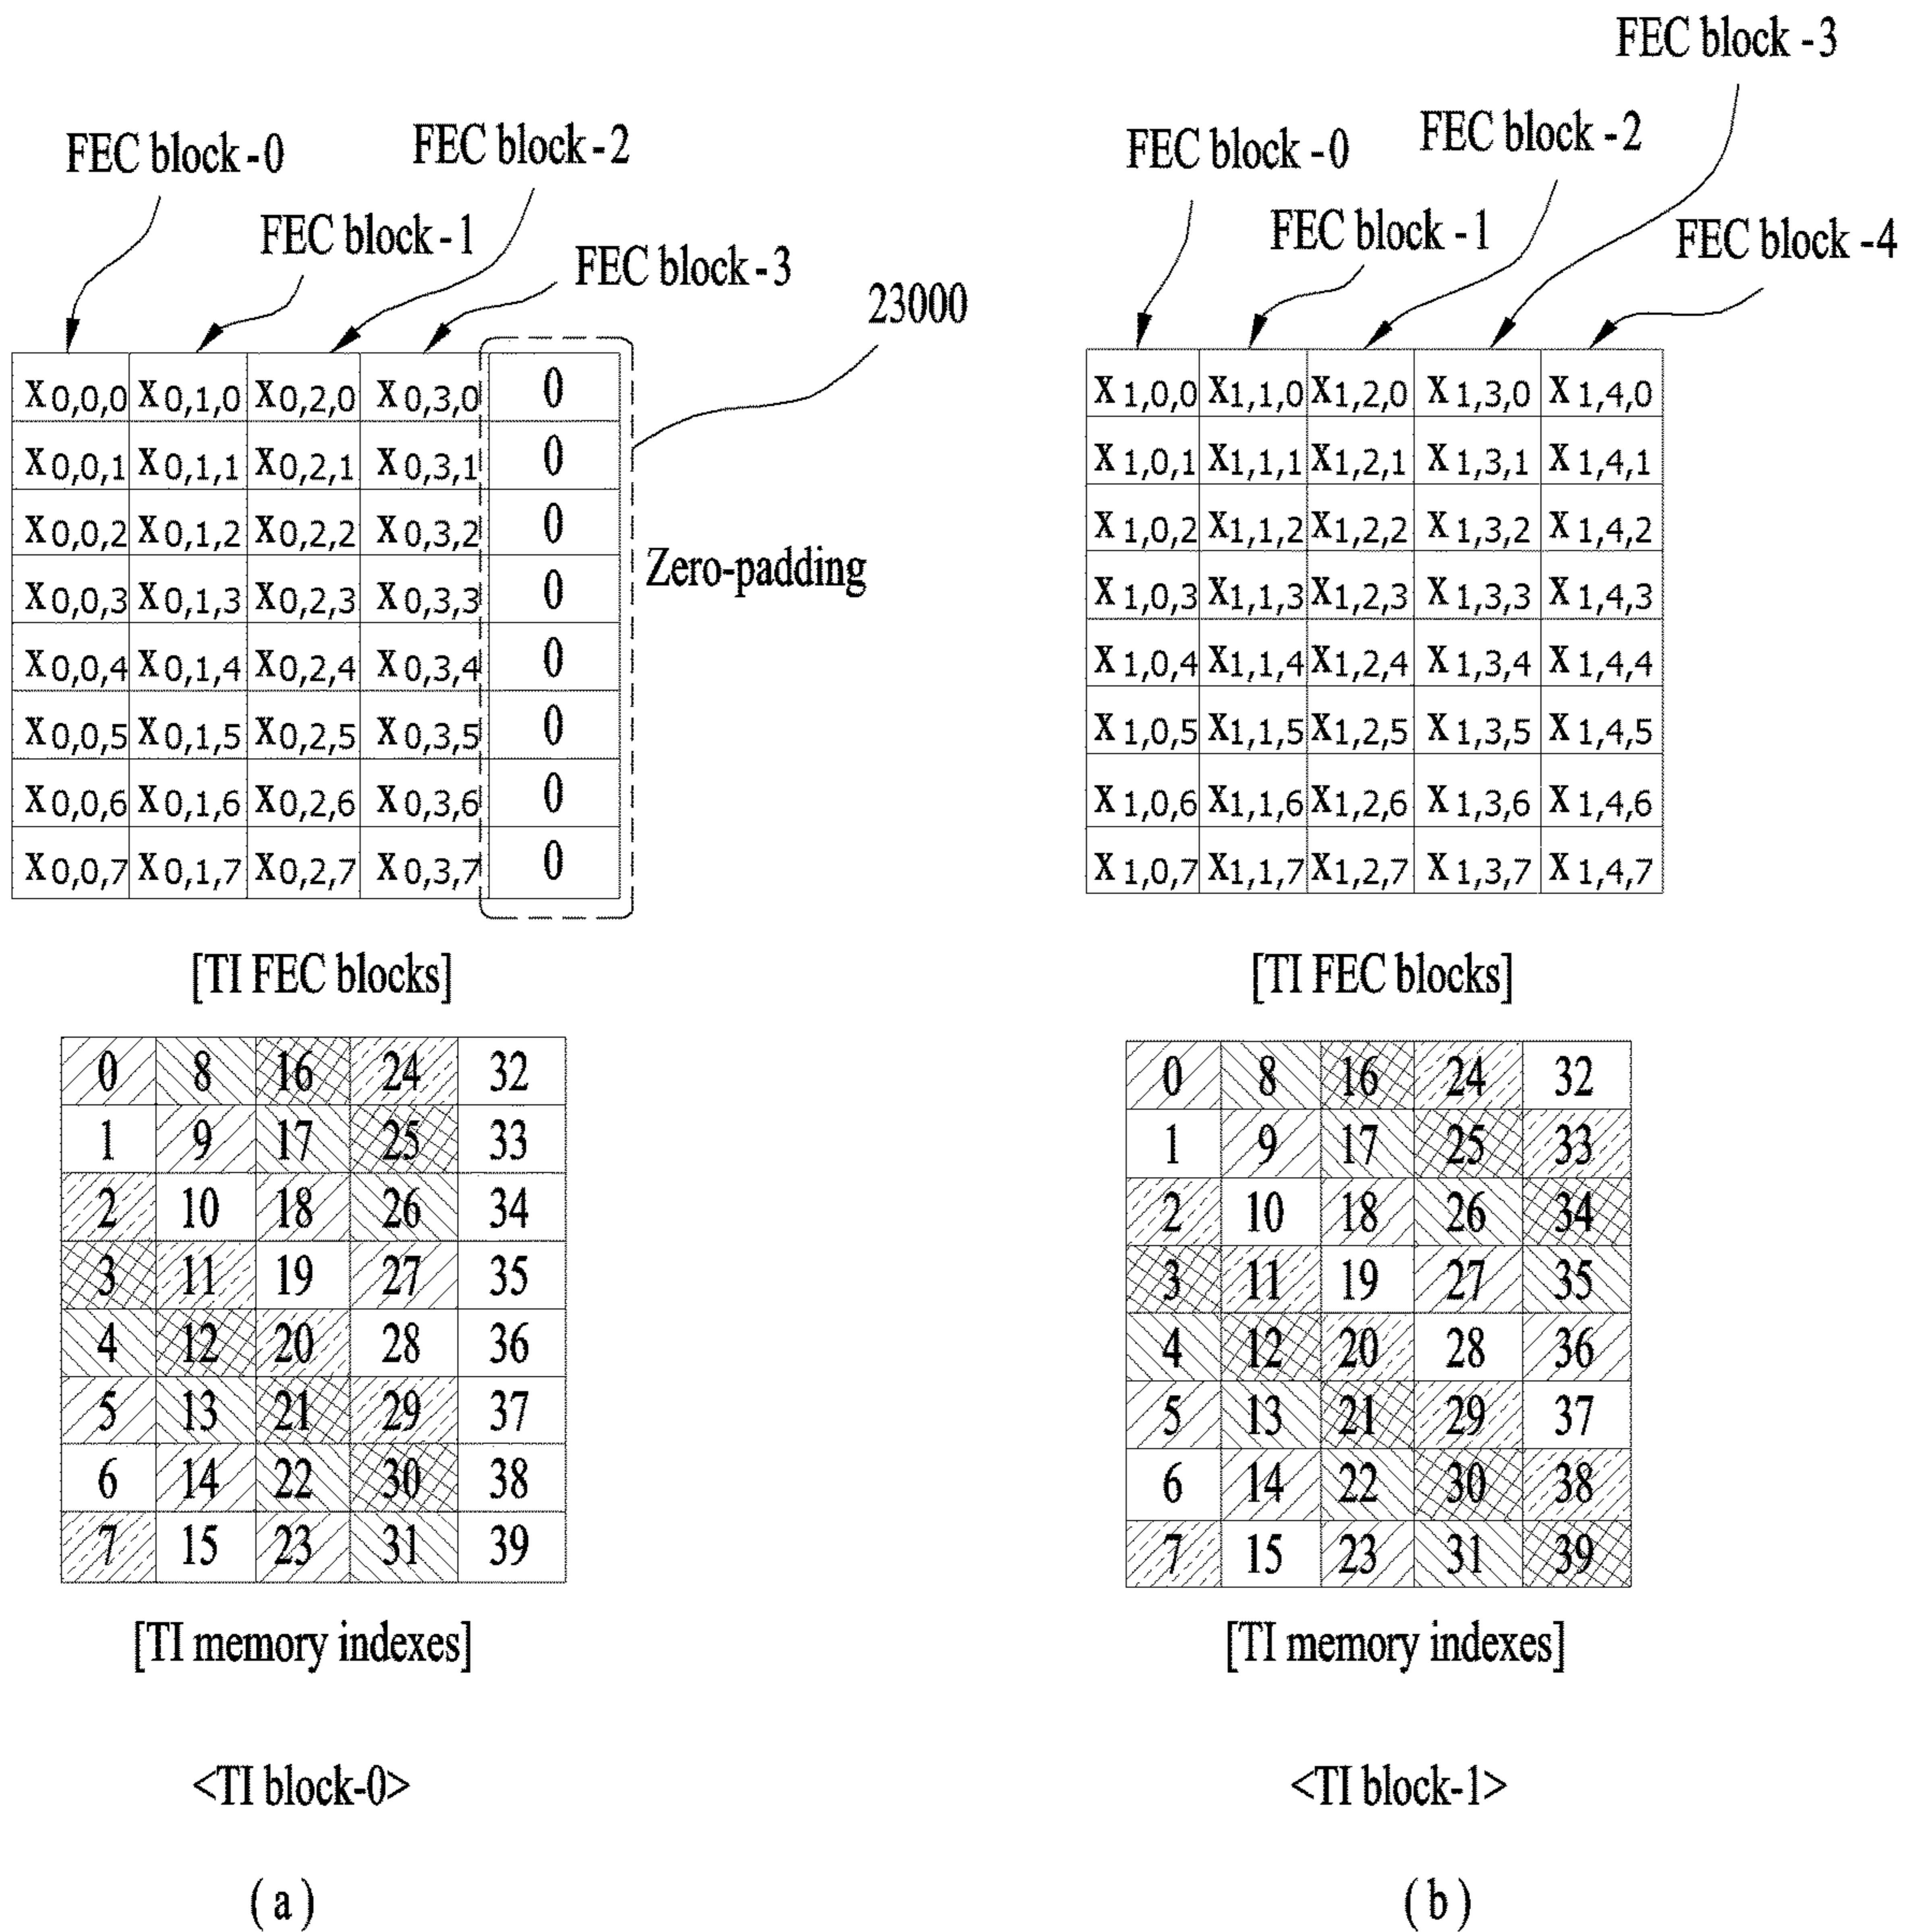 FEC block -3
FEC block -0
FEC block -2
FEC block -1
FEC block -3
23000
x0,0,0 x0,1,0 x0,2,0 x0,3,0 0
x0,0,1 x0,1,1 x0,2,1 x0,3,1 0
x0,0,2 x0,1,2 x0,2,2 x0,3,2 0
x0,0,3 x0,1,3 x0,2,3 x0,3,3 0
x0,0,4 x0,1,4 x0,2,4 x0,3,4 0
x0,0,5 x0,1,5 x0,2,5 x0,3,5 0
x0,0,6 x0,1,6 x0,2,6 x0,3,6 0
x0,0,7 x0,1,7 x0,2,7 x0,3,7 0
Zero-padding
[TI FEC blocks]
0 8 16 24 32
1 9 17 25 33
2 10 18 26 34
3 11 19 27 35
4 12 20 28 36
5 13 21 29 37
6 14 22 30 38
7 15 23 31 39
[TI memory indexes]
<TI block-0>
( a )
FEC block -0
FEC block -2
FEC block -1
FEC block -4
x1,0,0 x1,1,0 x1,2,0 x1,3,0 x1,4,0
x1,0,1 x1,1,1 x1,2,1 x1,3,1 x1,4,1
x1,0,2 x1,1,2 x1,2,2 x1,3,2 x1,4,2
x1,0,3 x1,1,3 x1,2,3 x1,3,3 x1,4,3
x1,0,4 x1,1,4 x1,2,4 x1,3,4 x1,4,4
x1,0,5 x1,1,5 x1,2,5 x1,3,5 x1,4,5
x1,0,6 x1,1,6 x1,2,6 x1,3,6 x1,4,6
x1,0,7 x1,1,7 x1,2,7 x1,3,7 x1,4,7
[TI FEC blocks]
0 8 16 24 32
1 9 17 25 33
2 10 18 26 34
3 11 19 27 35
4 12 20 28 36
5 13 21 29 37
6 14 22 30 38
7 15 23 31 39
[TI memory indexes]
<TI block-1>
( b )